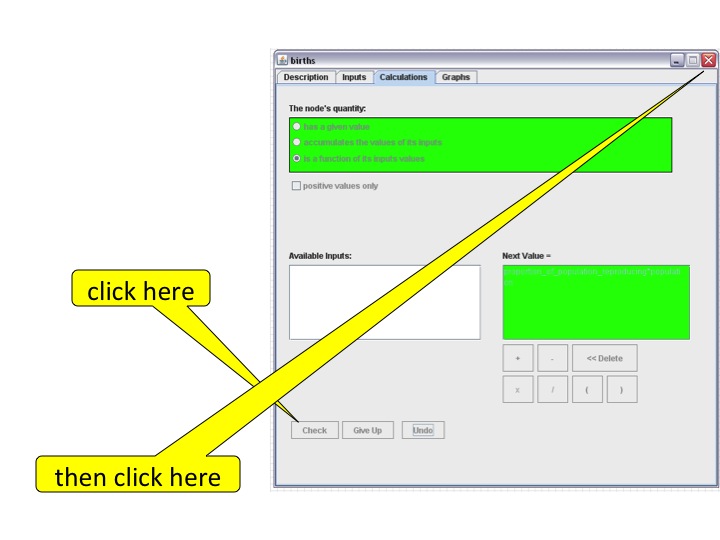 births
Description Inputs Calculations Graphs
The node's quantity:
has a given value
accumulates the values of its inputs
is a function of its inputs values
positive values only
Available Inputs: Next Value =
proportion_of_population_reproducing*populati
on
click here
+ - << Delete
x / ( )
Check Give Up Undo
then click here